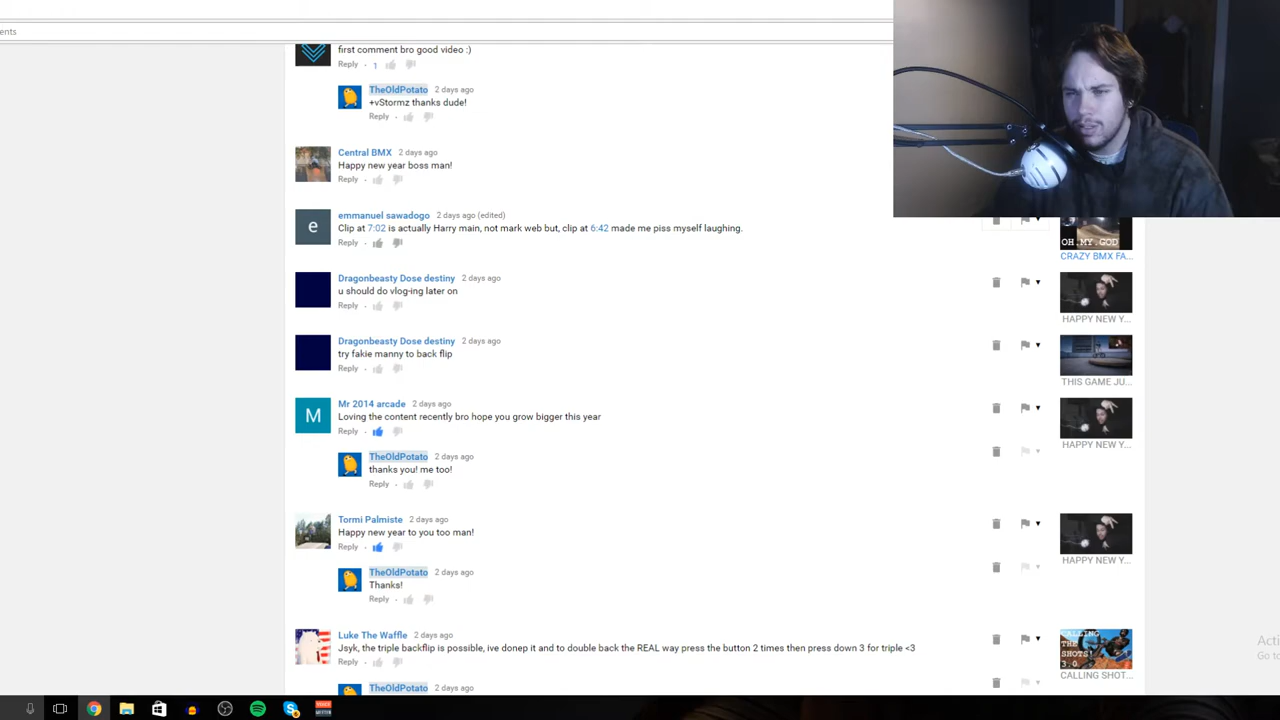 ents
first comment bro good video :)
Reply · 1
TheOldPotato 2 days ago
+vStormz thanks dude!
Reply ·
Central BMX 2 days ago
Happy new year boss man!
Reply ·
emmanuel sawadogo 2 days ago (edited)
e
Clip at 7:02 is actually Harry main, not mark web but, clip at 6:42 made me piss myself laughing.
Reply ·
OH.MY.GOD
CRAZY BMX FA...
Dragonbeasty Dose destiny 2 days ago
u should do vlog-ing later on
Reply ·
HAPPY NEW Y...
Dragonbeasty Dose destiny 2 days ago
try fakie manny to back flip
Reply ·
THIS GAME JU...
Mr 2014 arcade 2 days ago
M
Loving the content recently bro hope you grow bigger this year
Reply ·
HAPPY NEW Y...
TheOldPotato 2 days ago
thanks you! me too!
Reply ·
Tormi Palmiste 2 days ago
Happy new year to you too man!
Reply ·
HAPPY NEW Y...
TheOldPotato 2 days ago
Thanks!
Reply ·
Luke The Waffle 2 days ago
Jsyk, the triple backflip is possible, ive donep it and to double back the REAL way press the button 2 times then press down 3 for triple <3
Reply ·
CALLING
THE
SHOTS!
3.0
CALLING SHOT...
Acti
Go to
TheOldPotato 2 days ago